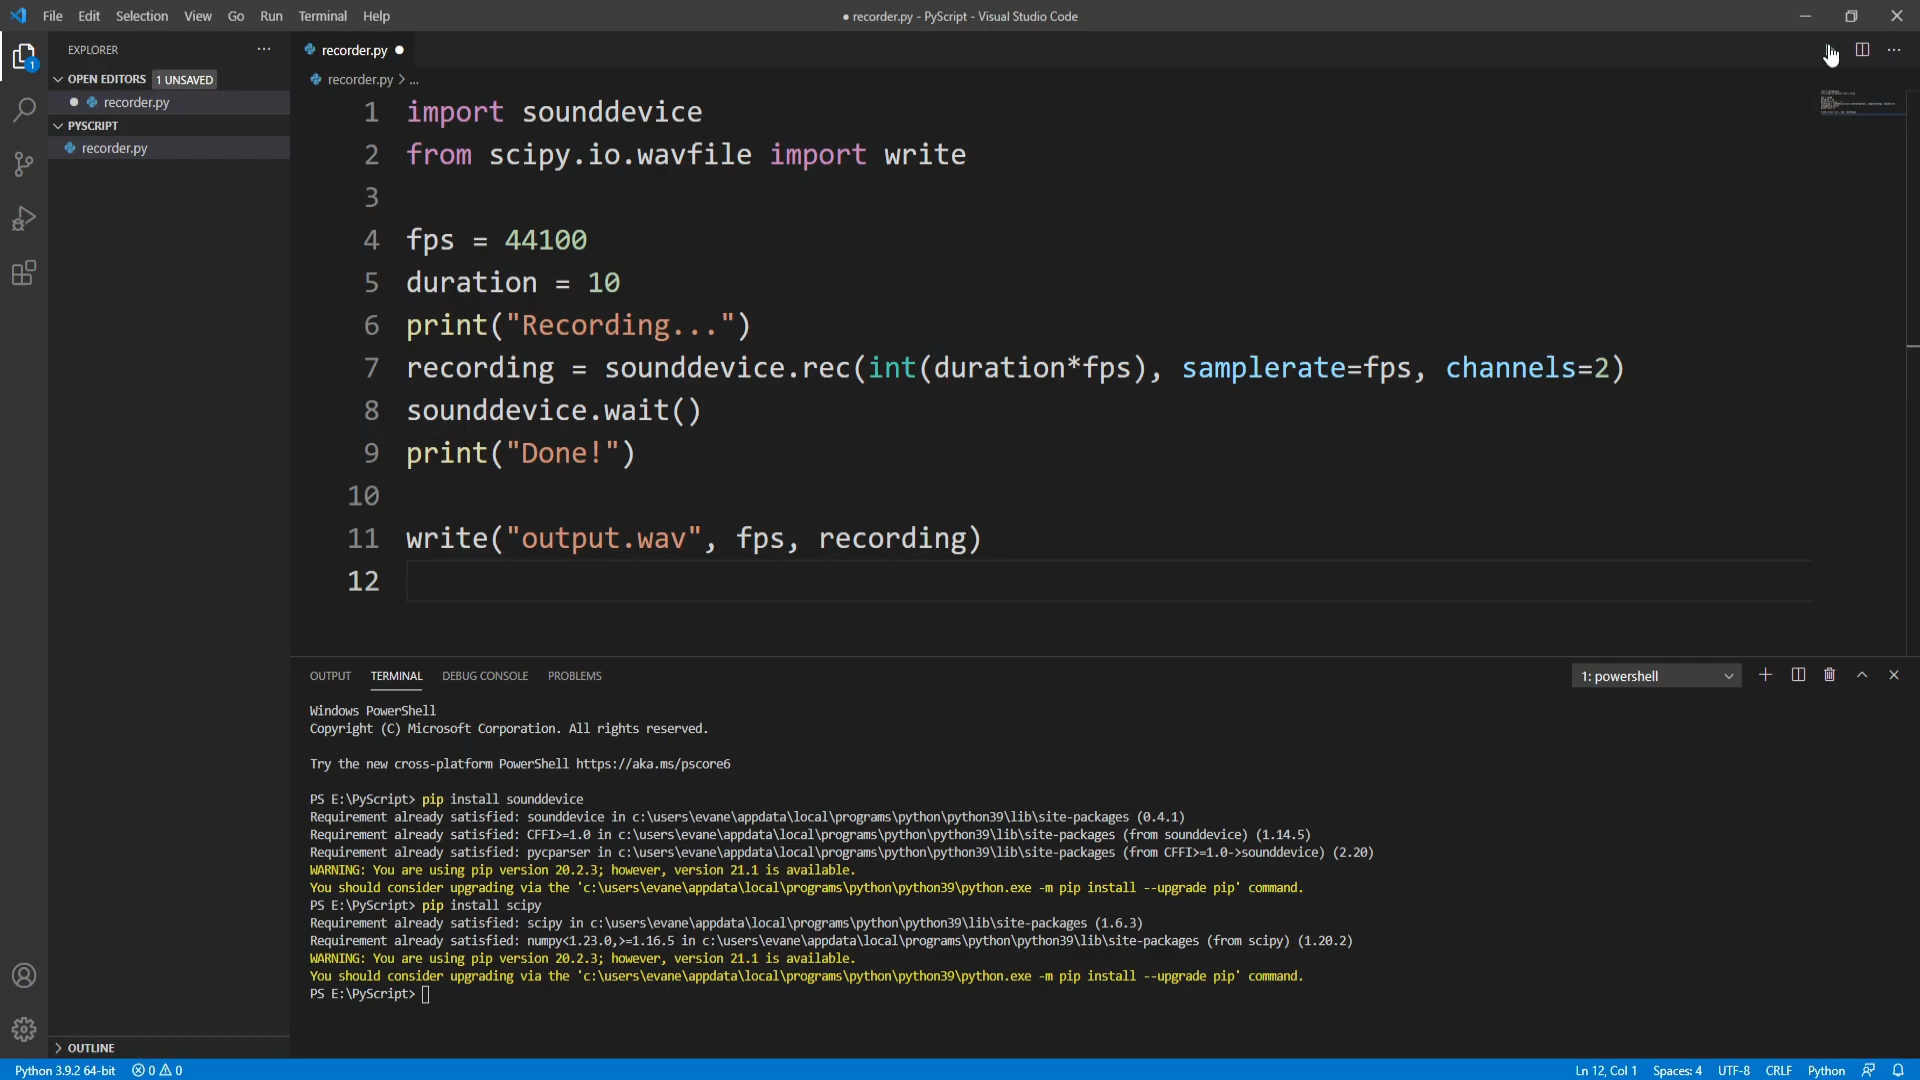 File Edit Selection View Go Run Terminal Help
● recorder.py - PyScript - Visual Studio Code
EXPLORER
recorder.py
OPEN EDITORS 1 UNSAVED
recorder.py > ...
recorder.py
PYSCRIPT
recorder.py
1
1 import sounddevice
2 from scipy.io.wavfile import write
3
4 fps = 44100
5 duration = 10
6 print("Recording...")
7 recording = sounddevice.rec(int(duration*fps), samplerate=fps, channels=2)
8 sounddevice.wait()
9 print("Done!")
10
11 write("output.wav", fps, recording)
12
OUTPUT TERMINAL DEBUG CONSOLE PROBLEMS
1: powershell
Windows PowerShell
Copyright (C) Microsoft Corporation. All rights reserved.
Try the new cross-platform PowerShell https://aka.ms/pscore6
PS E:\PyScript> pip install sounddevice
Requirement already satisfied: sounddevice in c:\users\evane\appdata\local\programs\python\python39\lib\site-packages (0.4.1)
Requirement already satisfied: CFFI>=1.0 in c:\users\evane\appdata\local\programs\python\python39\lib\site-packages (from sounddevice) (1.14.5)
Requirement already satisfied: pycparser in c:\users\evane\appdata\local\programs\python\python39\lib\site-packages (from CFFI>=1.0->sounddevice) (2.20)
WARNING: You are using pip version 20.2.3; however, version 21.1 is available.
You should consider upgrading via the 'c:\users\evane\appdata\local\programs\python\python39\python.exe -m pip install --upgrade pip' command.
PS E:\PyScript> pip install scipy
Requirement already satisfied: scipy in c:\users\evane\appdata\local\programs\python\python39\lib\site-packages (1.6.3)
Requirement already satisfied: numpy<1.23.0,>=1.16.5 in c:\users\evane\appdata\local\programs\python\python39\lib\site-packages (from scipy) (1.20.2)
WARNING: You are using pip version 20.2.3; however, version 21.1 is available.
You should consider upgrading via the 'c:\users\evane\appdata\local\programs\python\python39\python.exe -m pip install --upgrade pip' command.
PS E:\PyScript>
OUTLINE
Python 3.9.2 64-bit 0 0
Ln 12, Col 1 Spaces: 4 UTF-8 CRLF Python